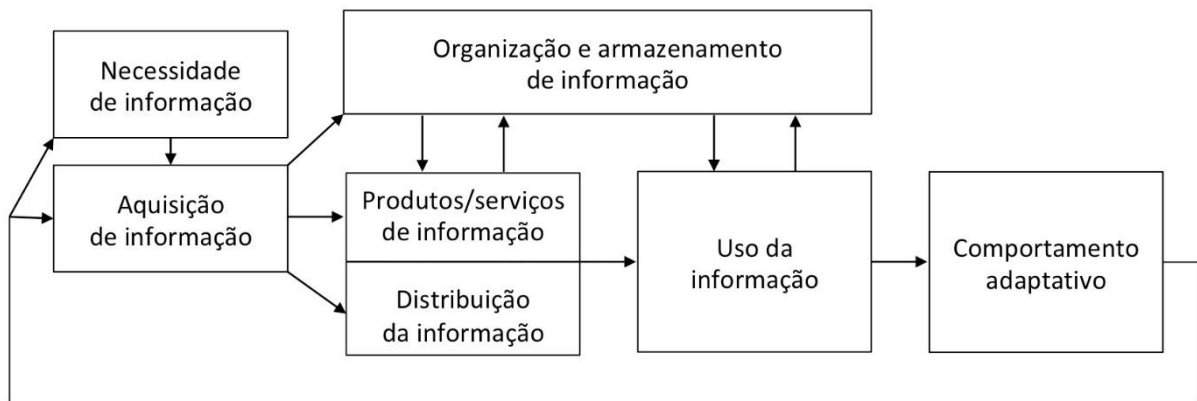 Necessidade
de informação
Organização e armazenamento
de informação
Aquisição
de informação
Produtos/serviços
de informação
Distribuição
da informação
Uso da
informação
Comportamento
adaptativo